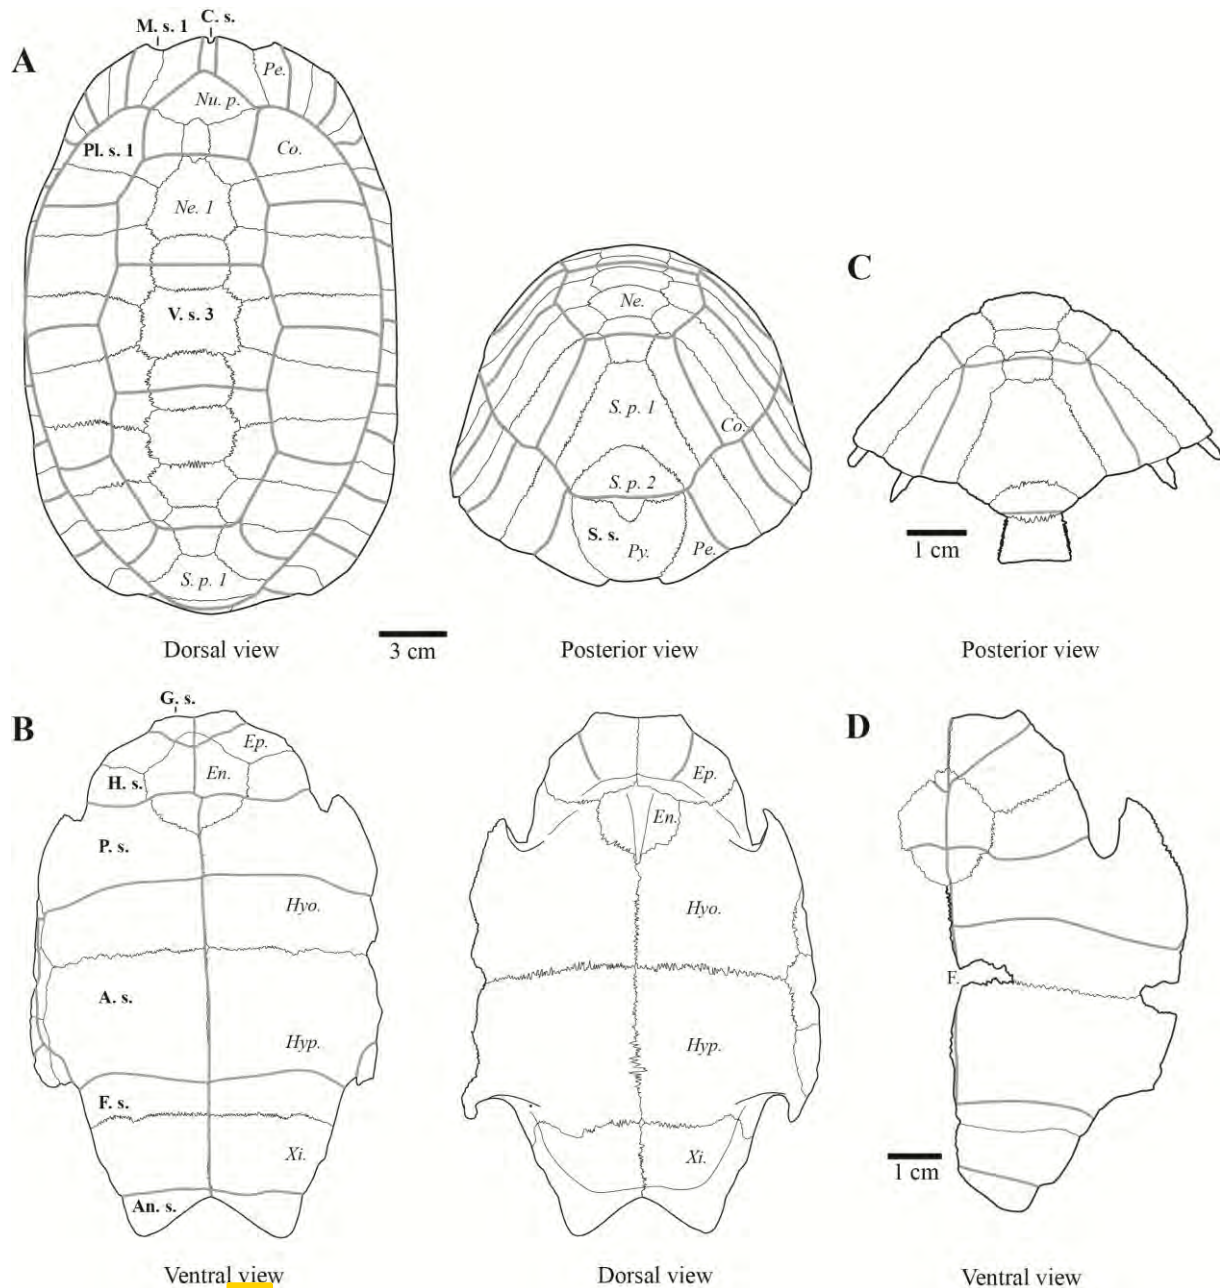 M. s. 1
C. s.
A
Pe.
Nu. p.
Pl. s. 1
Co.
Ne. 1
V. s. 3
S. p. 1
Dorsal view
3 cm
Ne.
S. p. 1
Co.
S. p. 2
S. s.
Py.
Pe.
Posterior view
C
1 cm
Posterior view
G. s.
B
Ep.
H. s.
En.
P. s.
Hyo.
A. s.
Hyp.
F. s.
Xi.
An. s.
Ventral view
Ep.
En.
Hyo.
Hyp.
Xi.
Dorsal view
D
F.
1 cm
Ventral view